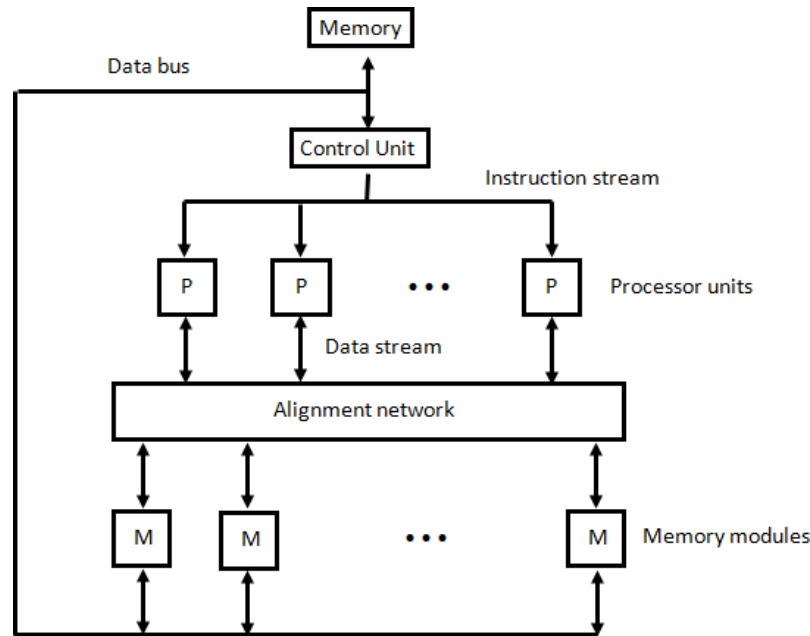 Memory
Data bus
Control Unit
Instruction stream
P
P
P
Processor units
Data stream
Alignment network
M
M
M
Memory modules